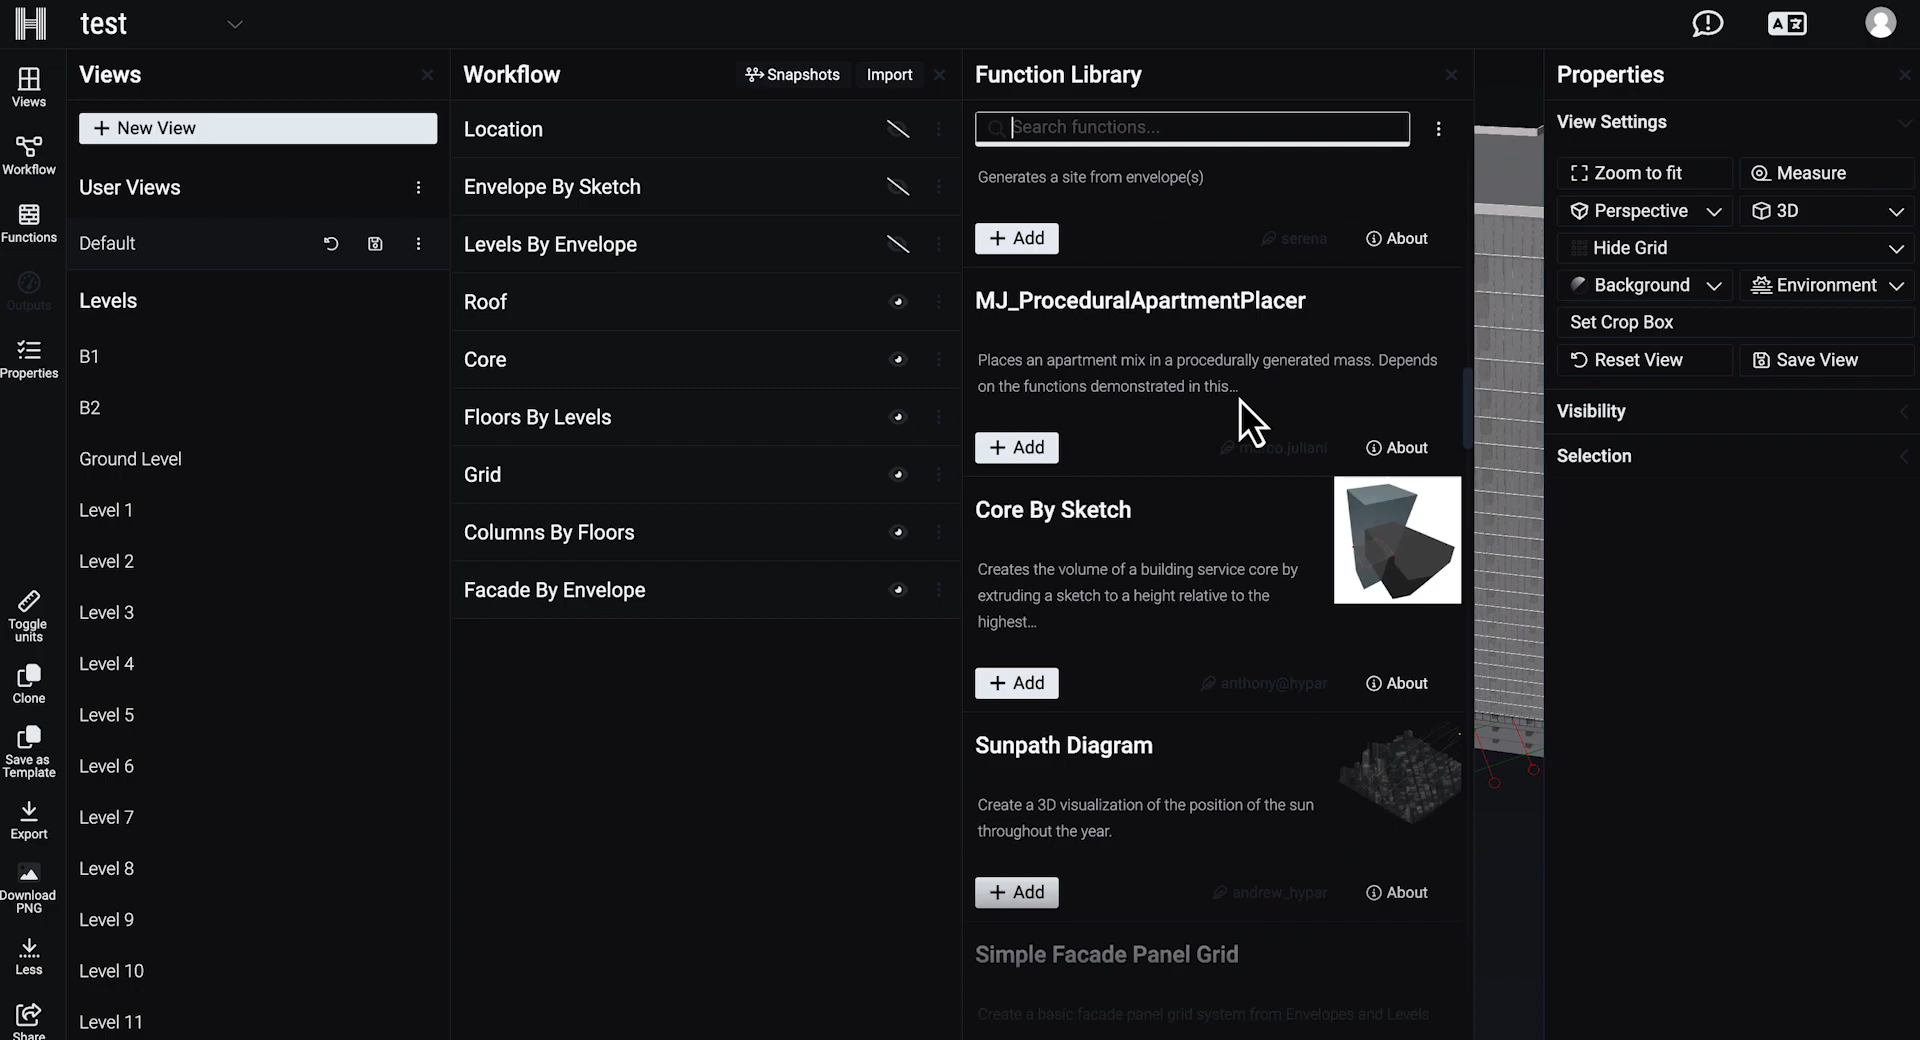 test
Views
Workflow
Functions
Outputs
Properties
Toggle
units
Clone
Save as
Template
Export
Download
PNG
Less
Share
Views
+ New View
User Views
Default
Levels
B1
B2
Ground Level
Level 1
Level 2
Level 3
Level 4
Level 5
Level 6
Level 7
Level 8
Level 9
Level 10
Level 11
Workflow
Snapshots
Import
Location
Envelope By Sketch
Levels By Envelope
Roof
Core
Floors By Levels
Grid
Columns By Floors
Facade By Envelope
Function Library
Search functions...
Generates a site from envelope(s)
+ Add
serena
About
MJ_ProceduralApartmentPlacer
Places an apartment mix in a procedurally generated mass. Depends
on the functions demonstrated in this...
+ Add
About
Core By Sketch
Creates the volume of a building service core by
extruding a sketch to a height relative to the
highest...
+ Add
anthony@hypar
About
Sunpath Diagram
Create a 3D visualization of the position of the sun
throughout the year.
+ Add
andrew_hypar
About
Simple Facade Panel Grid
Create a basic facade panel grid system from Envelopes and Levels
Properties
View Settings
Zoom to fit
Measure
Perspective
3D
Hide Grid
Background
Environment
Set Crop Box
Reset View
Save View
Visibility
Selection